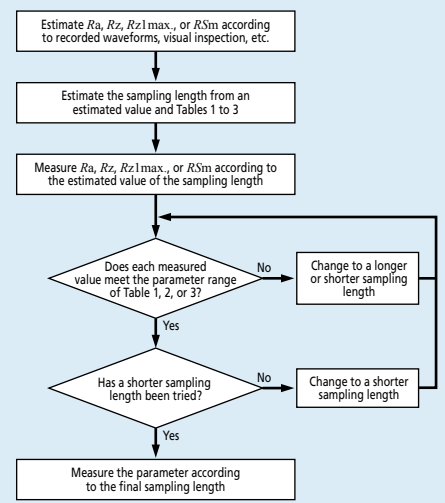 Estimate Ra, Rz, Rz1max., or RSm according
to recorded waveforms, visual inspection, etc.
Estimate the sampling length from an
estimated value and Tables 1 to 3
Measure Ra, Rz, Rz1max., or RSm according to
the estimated value of the sampling length
Does each measured
value meet the parameter range
of Table 1, 2, or 3?
No
Change to a longer
or shorter sampling
length
Yes
Has a shorter sampling
length been tried?
No
Change to a shorter
sampling length
Yes
Measure the parameter according
to the final sampling length